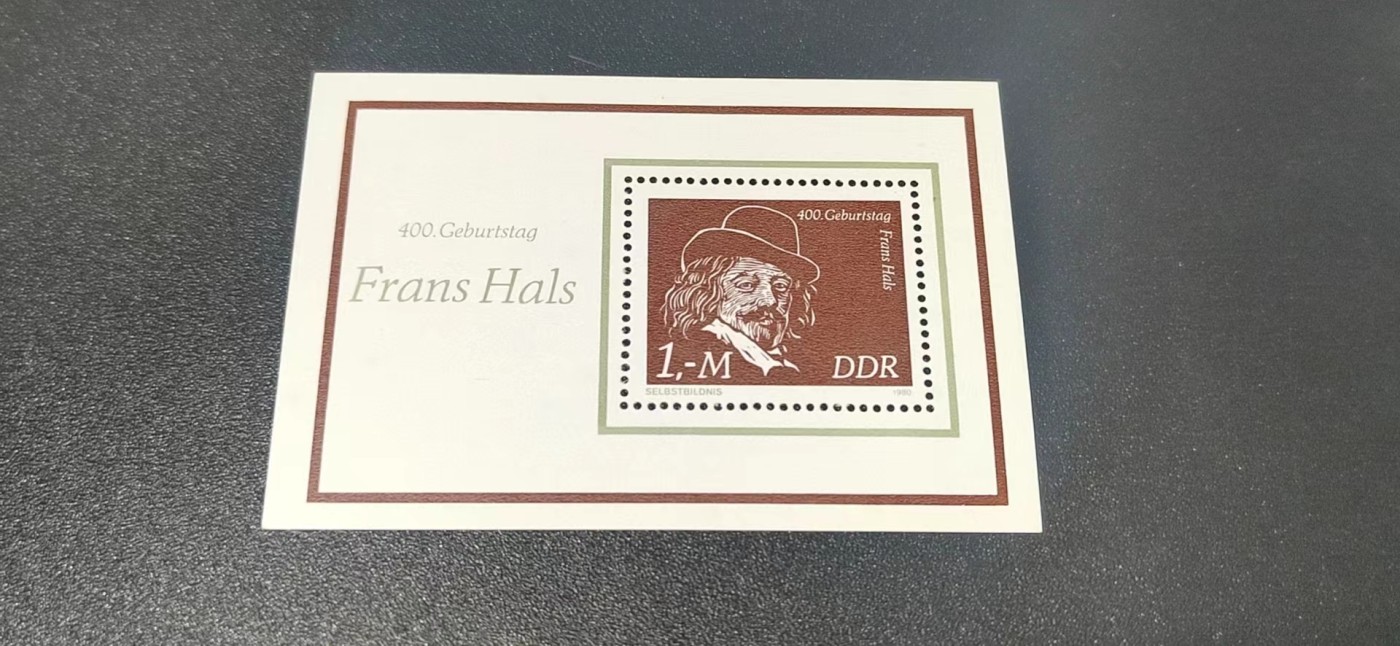 400. Geburtstag
Frans Hals
400. Geburtstag
Frans Hals
1,-M
DDR
SELBSTBILDNIS
1980